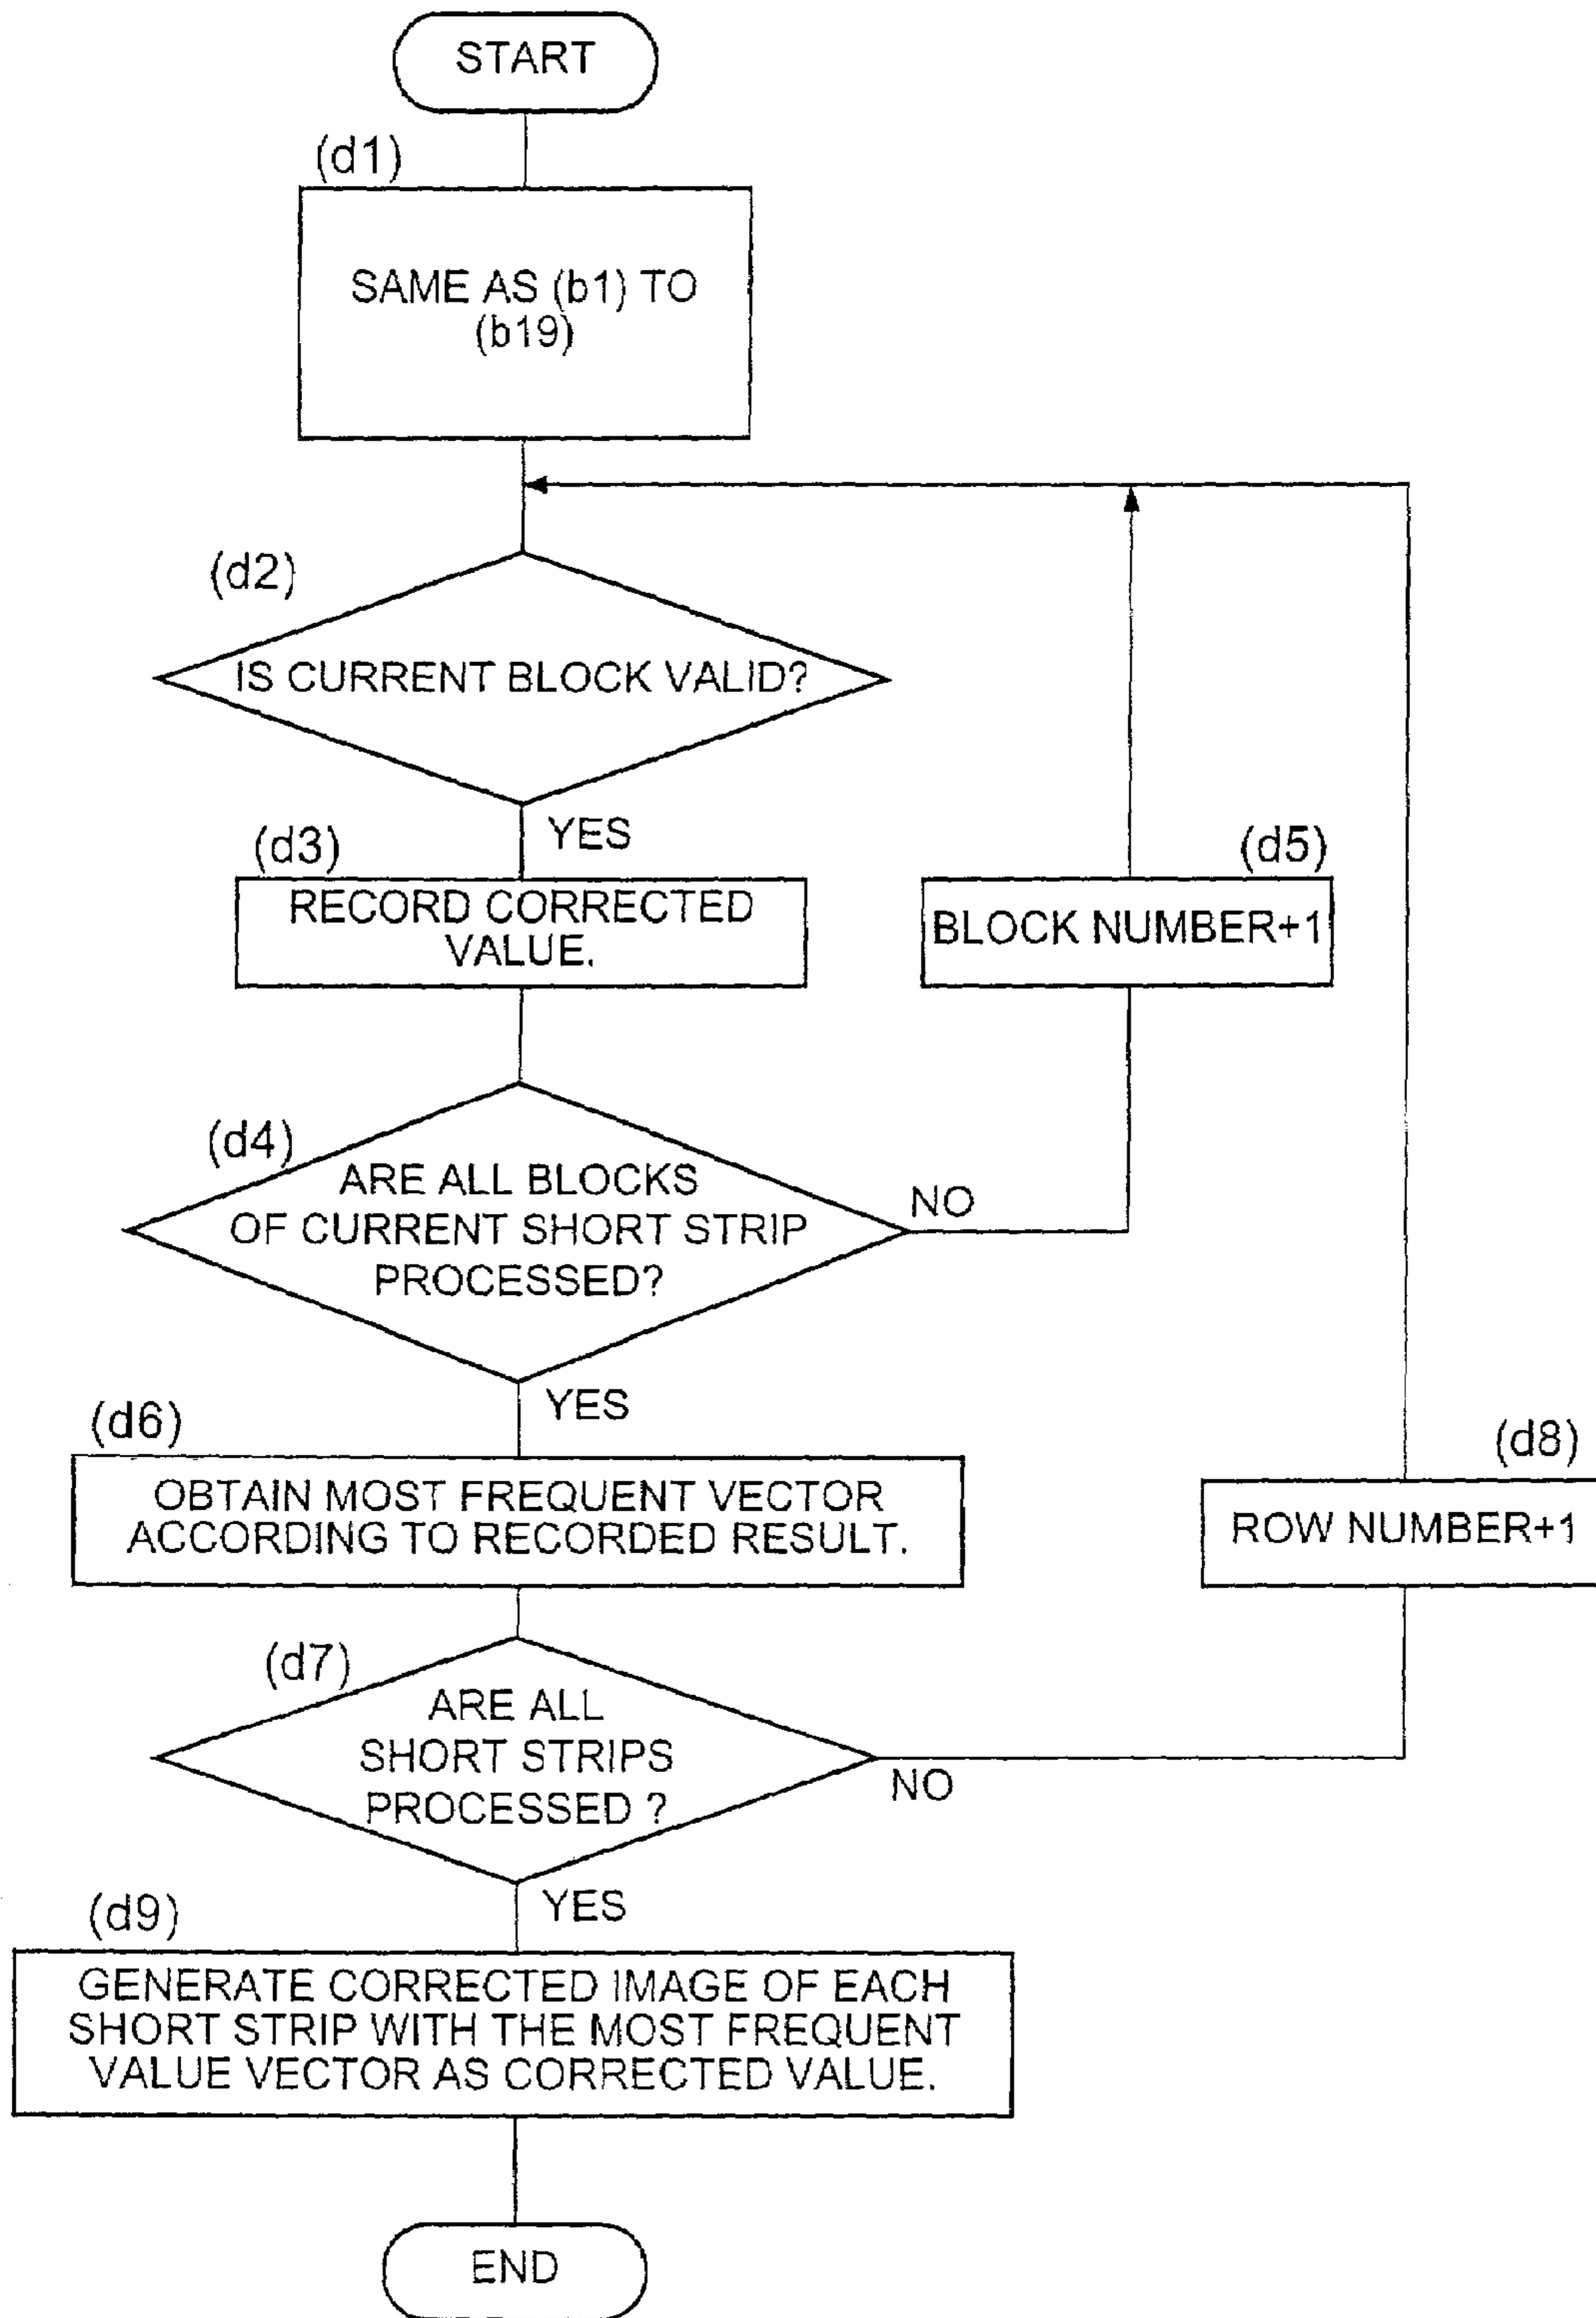 START
(d1)
SAME AS (b1) TO
(b19)
(d2)
IS CURRENT BLOCK VALID?
YES
(d3)
RECORD CORRECTED
VALUE.
(d5)
BLOCK NUMBER+1
(d4)
ARE ALL BLOCKS
OF CURRENT SHORT STRIP
PROCESSED?
NO
YES
(d6)
OBTAIN MOST FREQUENT VECTOR
ACCORDING TO RECORDED RESULT.
(d8)
ROW NUMBER+1
(d7)
ARE ALL
SHORT STRIPS
PROCESSED ?
NO
YES
(d9)
GENERATE CORRECTED IMAGE OF EACH
SHORT STRIP WITH THE MOST FREQUENT
VALUE VECTOR AS CORRECTED VALUE.
END